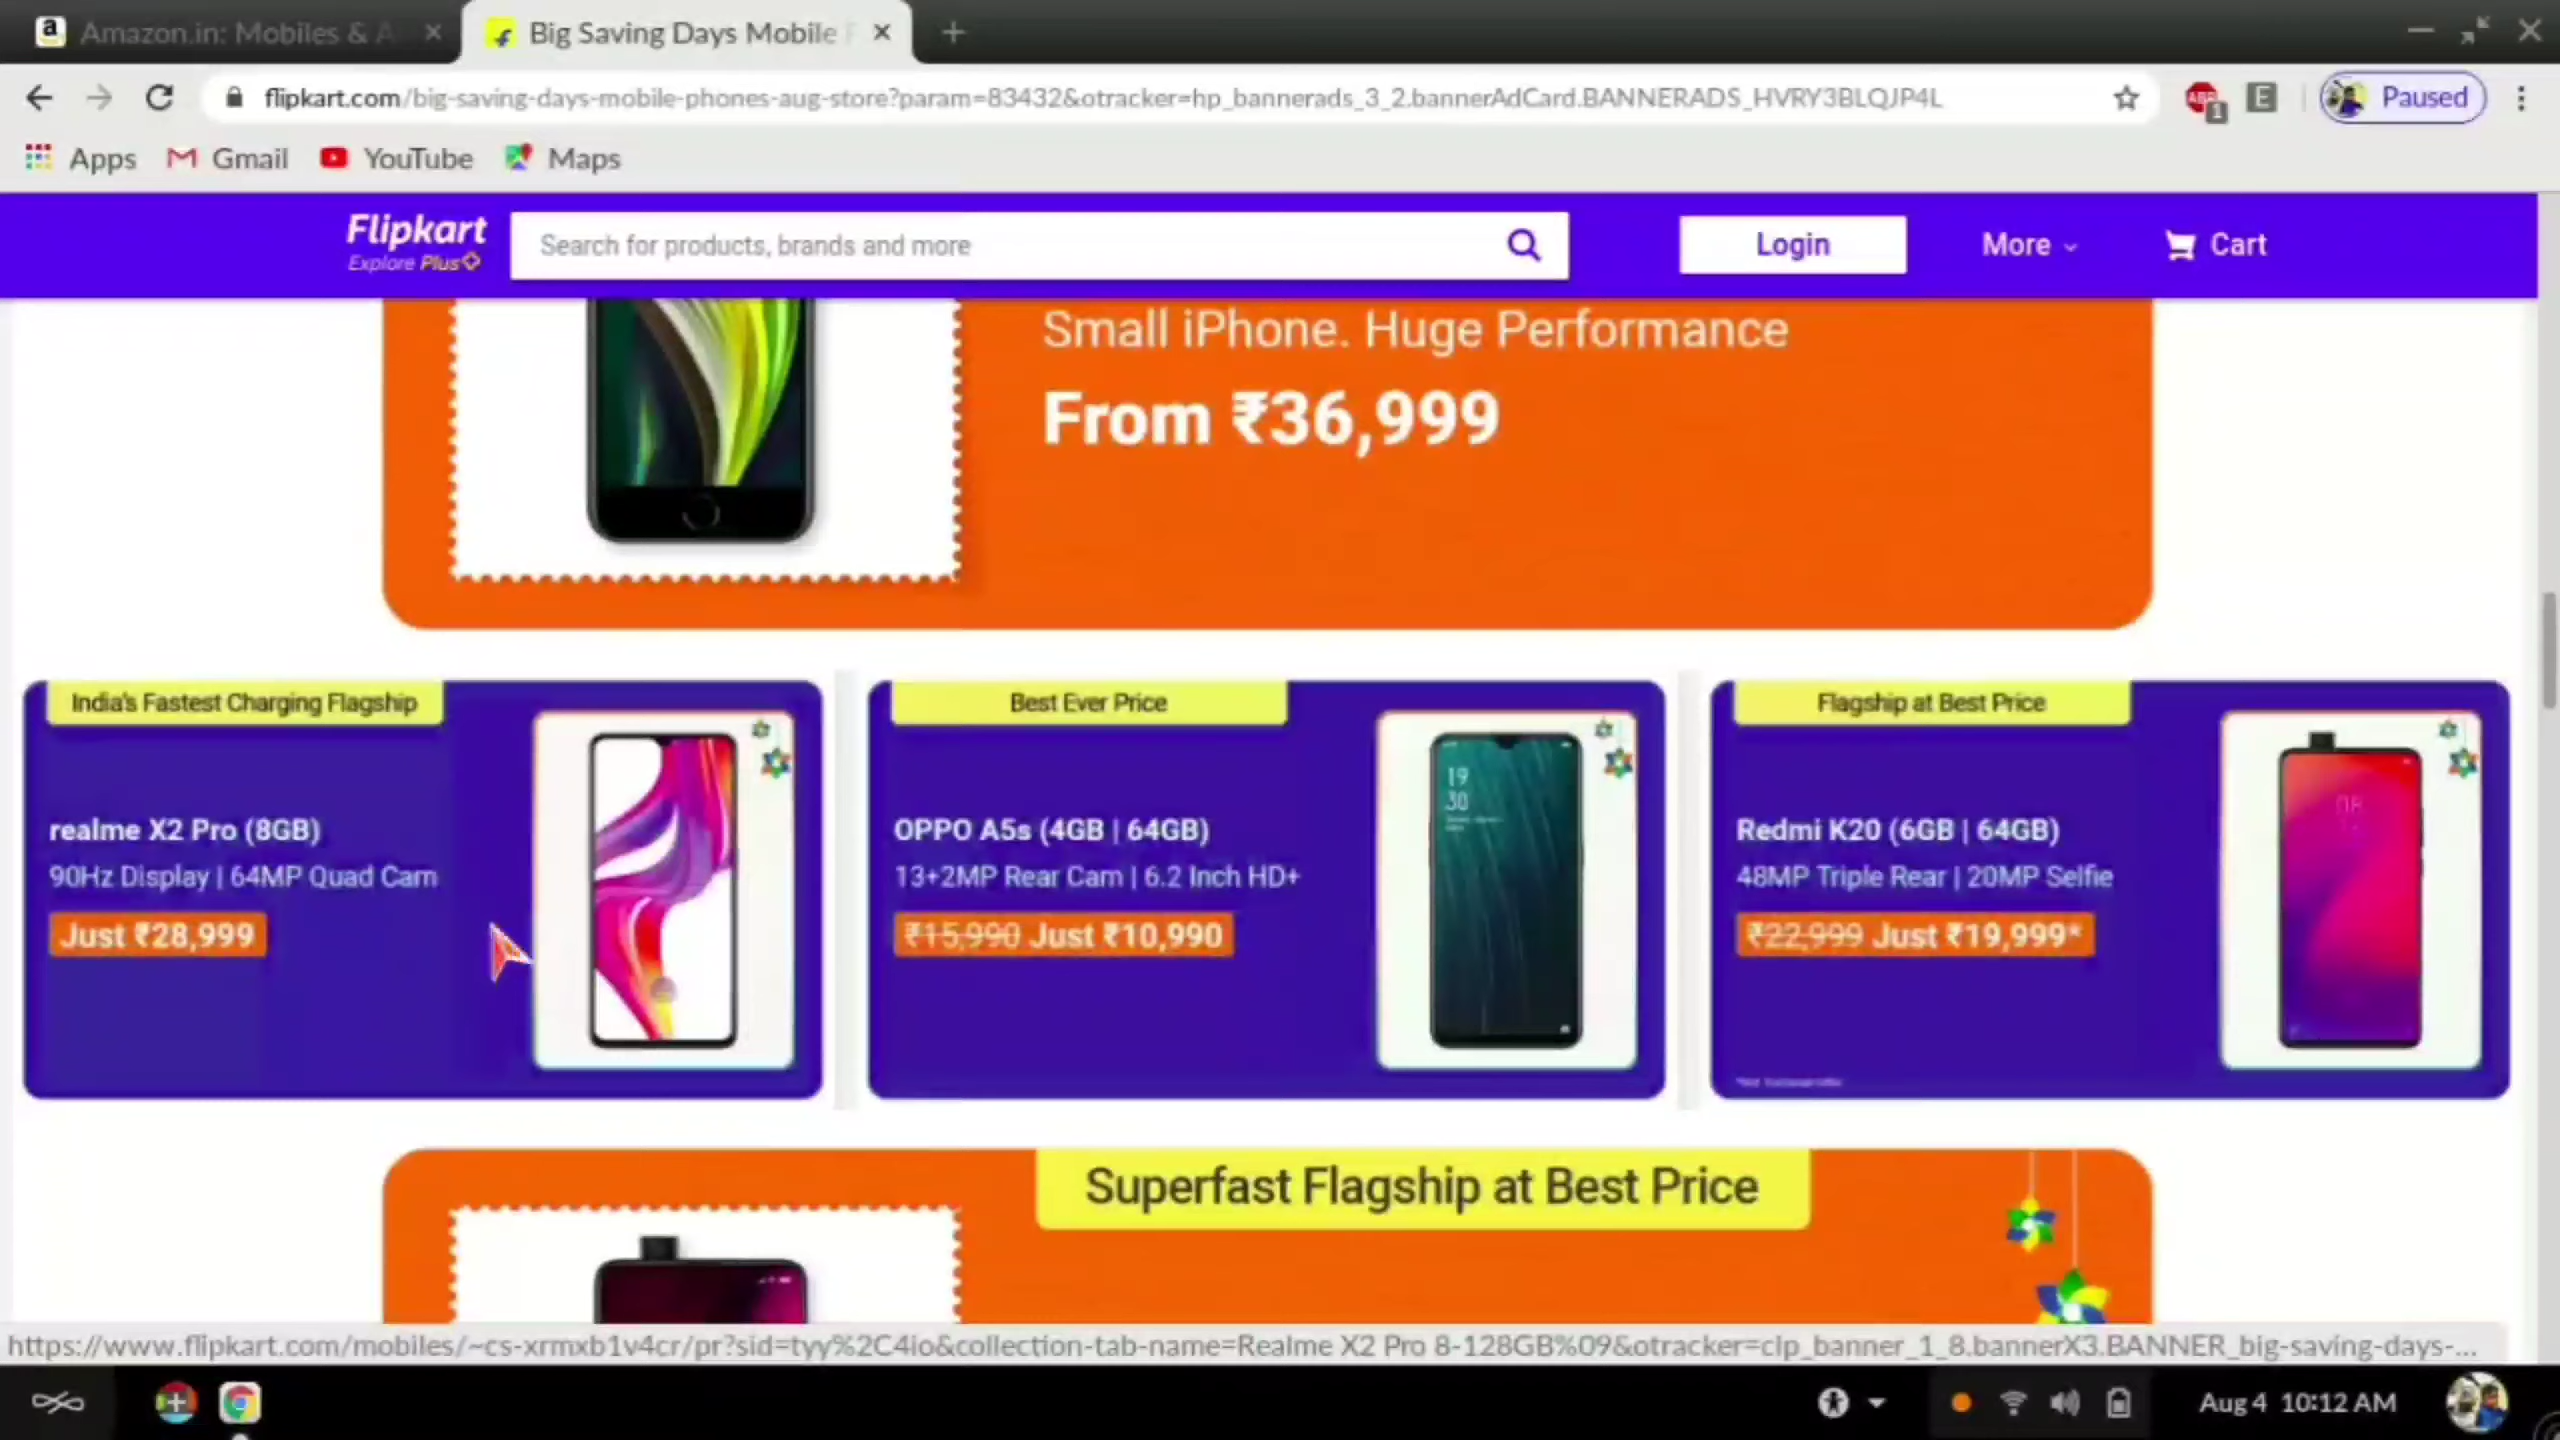 Amazon.in: Mobiles & A
Big Saving Days Mobile
flipkart.com/big-saving-days-mobile-phones-aug-store?param=83432&otracker=hp_bannerads_3_2.bannerAdCard.BANNERADS_HVRY3BLQJP4L
ABP
1
E
Paused
Apps
Gmail
YouTube
Maps
Flipkart
Explore Plus
Search for products, brands and more
Login
More
Cart
Small iPhone. Huge Performance
From ₹36,999
India's Fastest Charging Flagship
realme X2 Pro (8GB)
90Hz Display | 64MP Quad Cam
Just ₹28,999
Best Ever Price
OPPO A5s (4GB | 64GB)
13+2MP Rear Cam | 6.2 Inch HD+
₹15,990 Just ₹10,990
19
30
Flagship at Best Price
Redmi K20 (6GB | 64GB)
48MP Triple Rear | 20MP Selfie
₹22,999 Just ₹19,999*
Superfast Flagship at Best Price
https://www.flipkart.com/mobiles/~cs-xrmxb1v4cr/pr?sid=tyy%2C4io&collection-tab-name=Realme X2 Pro 8-128GB%09&otracker=clp_banner_1_8.bannerX3.BANNER_big-saving-days-...
Aug 4 10:12 AM